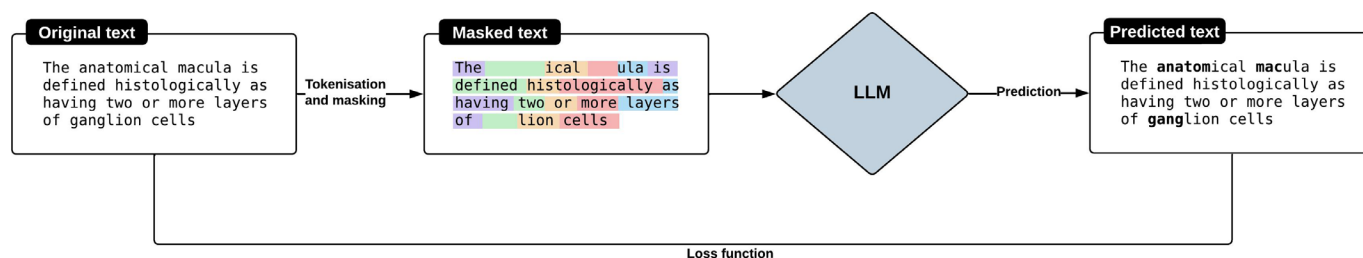 Original text
The anatomical macula is
defined histologically as
having two or more layers
of ganglion cells
Tokenisation
and masking
Masked text
The ical ula is
defined histologically as
having two or more layers
of lion cells
LLM
Prediction
Predicted text
The anatomical macula is
defined histologically as
having two or more layers
of ganglion cells
Loss function